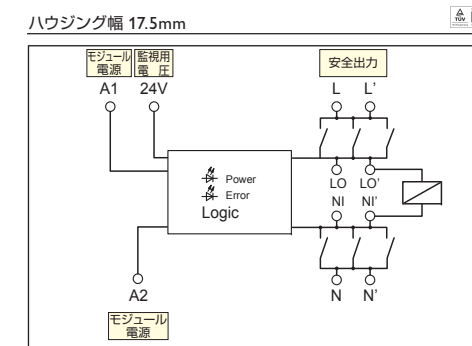 ハウジング幅 17.5mm
TÜV
モジュール
電源
監視用
電 圧
安全出力
A1
24V
L
L'
Power
Error
Logic
LO
LO'
NI
NI'
A2
N
N'
モジュール
電源